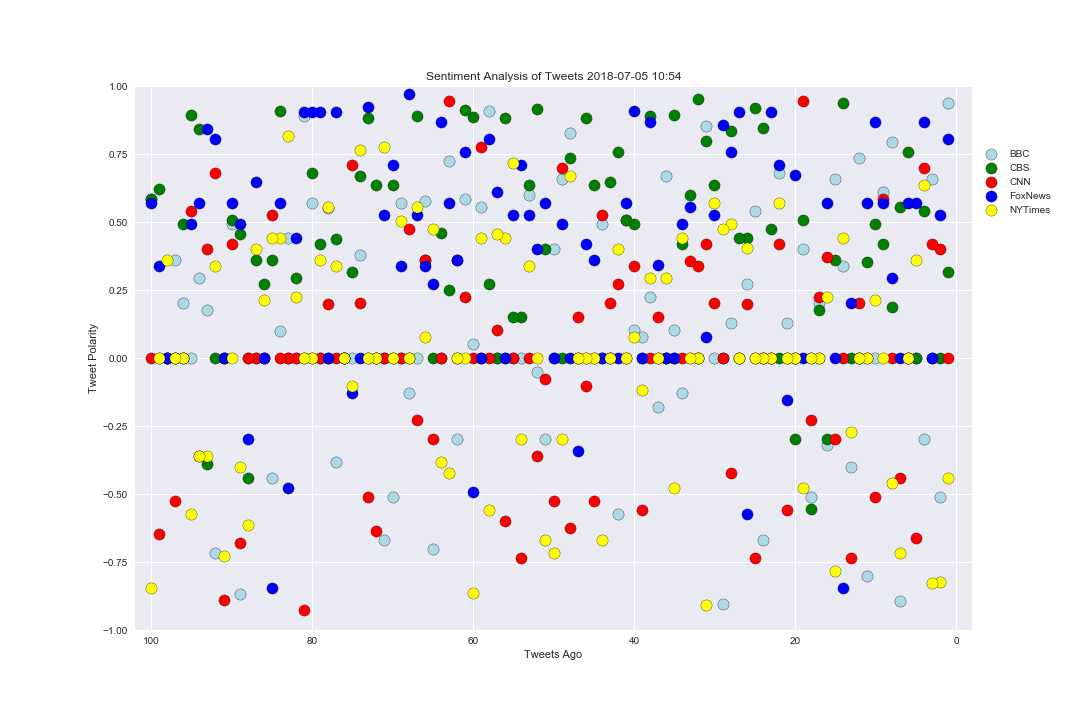 Sentiment Analysis of Tweets 2018-07-05 10:54
1.00
0.75
0.50
0.25
0.00
−0.25
−0.50
−0.75
−1.00
Tweet Polarity
100 80 60 40 20 0
Tweets Ago
BBC
CBS
CNN
FoxNews
NYTimes